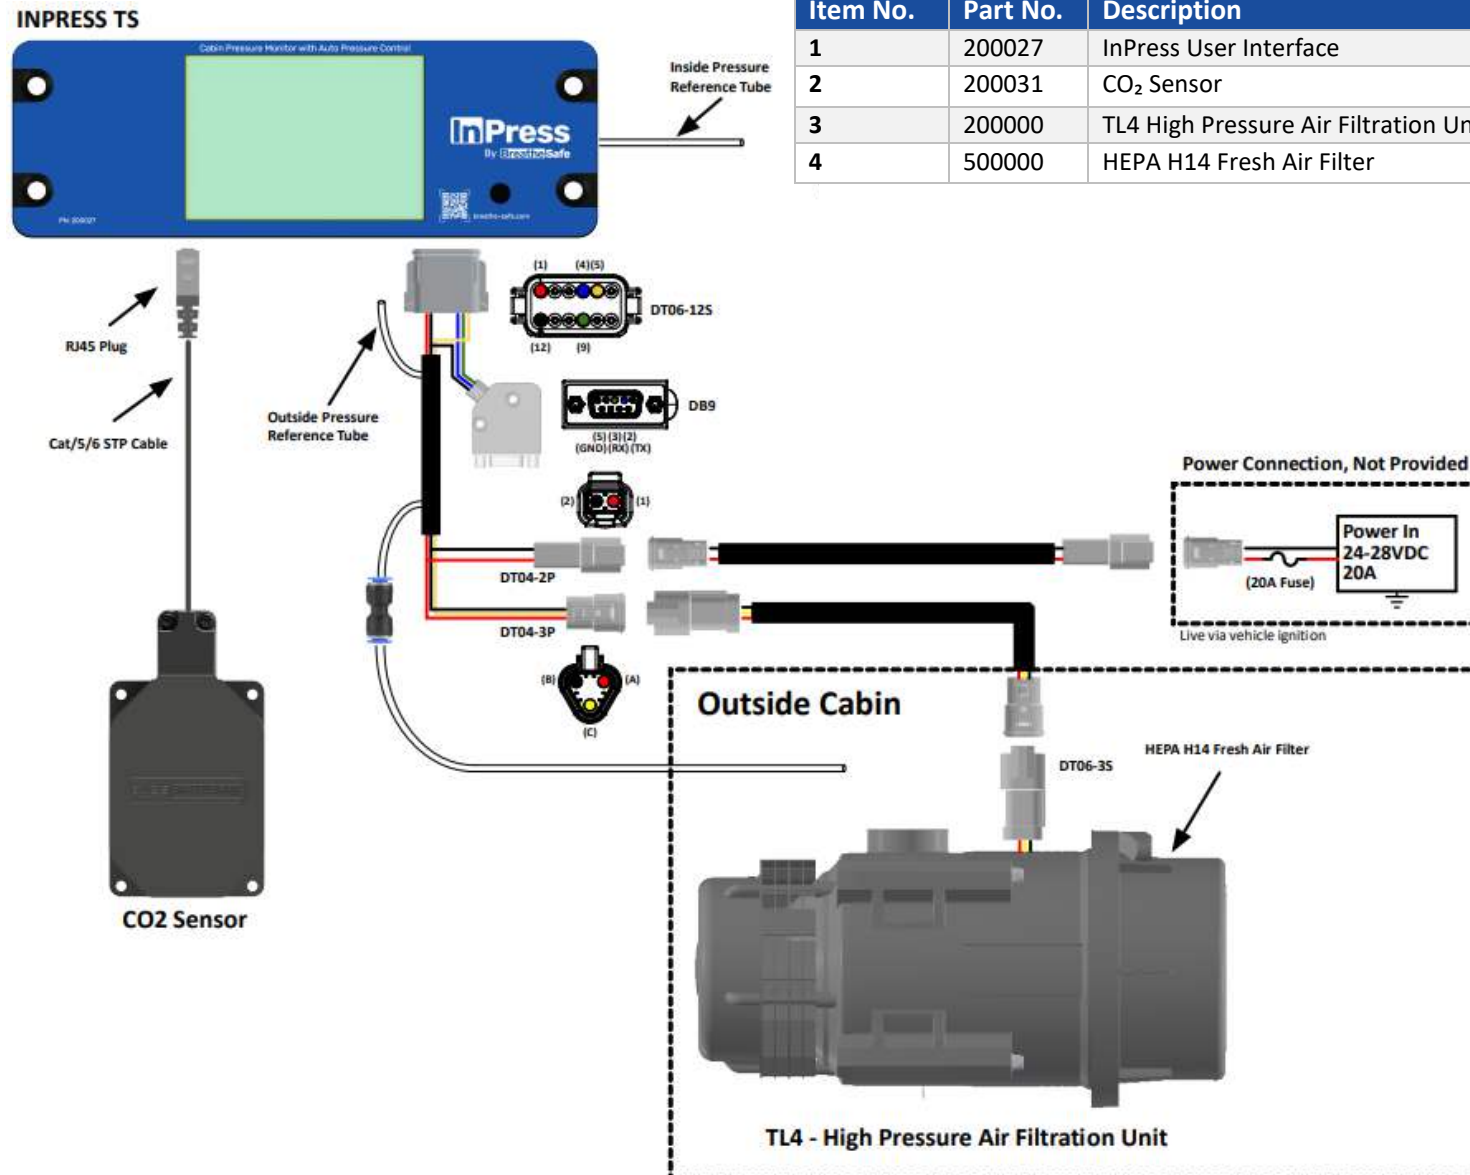 INPRESS TS
Cabin Pressure Monitor with Auto Pressure Control
InPress
By BreatheSafe
breathe-safe.com
PN: 200027
Inside Pressure
Reference Tube
Item No. Part No. Description
1 200027 InPress User Interface
2 200031 CO₂ Sensor
3 200000 TL4 High Pressure Air Filtration Un
4 500000 HEPA H14 Fresh Air Filter
RJ45 Plug
Cat/5/6 STP Cable
Outside Pressure
Reference Tube
(1) (4)(5)
DT06-12S
(12) (9)
DB9
(5)(3)(2)
(GND)(RX)(TX)
(2) (1)
DT04-2P
DT04-3P
(B) (A)
(C)
Power Connection, Not Provided
Power In
24-28VDC
20A
(20A Fuse)
Live via vehicle ignition
Outside Cabin
DT06-3S
HEPA H14 Fresh Air Filter
CO2 Sensor
TL4 - High Pressure Air Filtration Unit